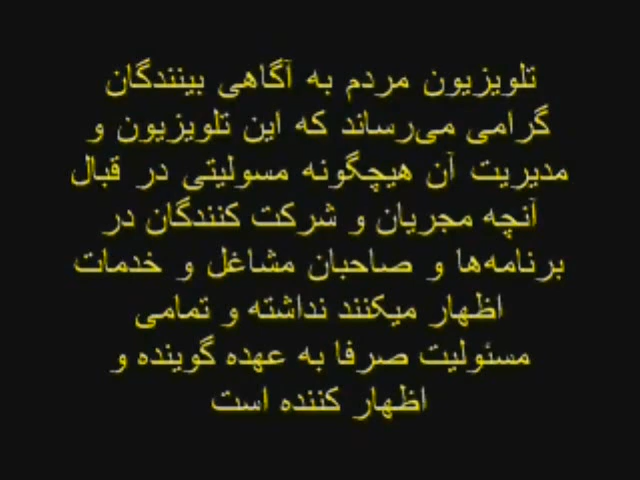 تلویزیون مردم به آگاهی بینندگان
گرامی می‌رساند که این تلویزیون و
مدیریت آن هیچگونه مسولیتی در قبال
آنچه مجریان و شرکت کنندگان در
برنامه‌ها و صاحبان مشاغل و خدمات
اظهار میکنند نداشته و تمامی
مسئولیت صرفا به عهده گوینده و
اظهار کننده است